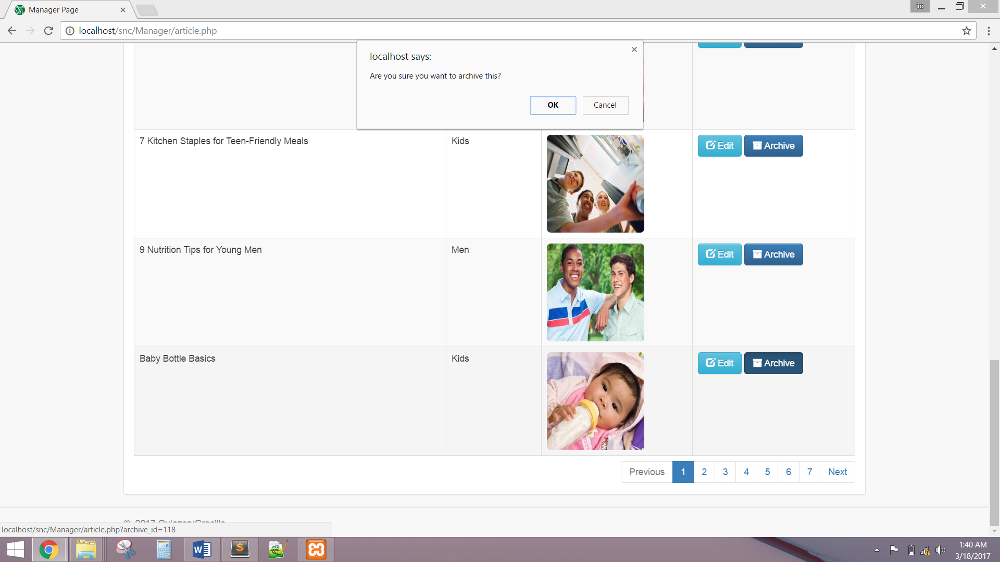 Manager Page
jio
localhost/snc/Manager/article.php
localhost says:
Are you sure you want to archive this?
OK
Cancel
7 Kitchen Staples for Teen-Friendly Meals
Kids
Edit
Archive
9 Nutrition Tips for Young Men
Men
Edit
Archive
Baby Bottle Basics
Kids
Edit
Archive
Previous
1
2
3
4
5
6
7
Next
© 2017
localhost/snc/Manager/article.php?archive_id=118
1:40 AM
3/18/2017